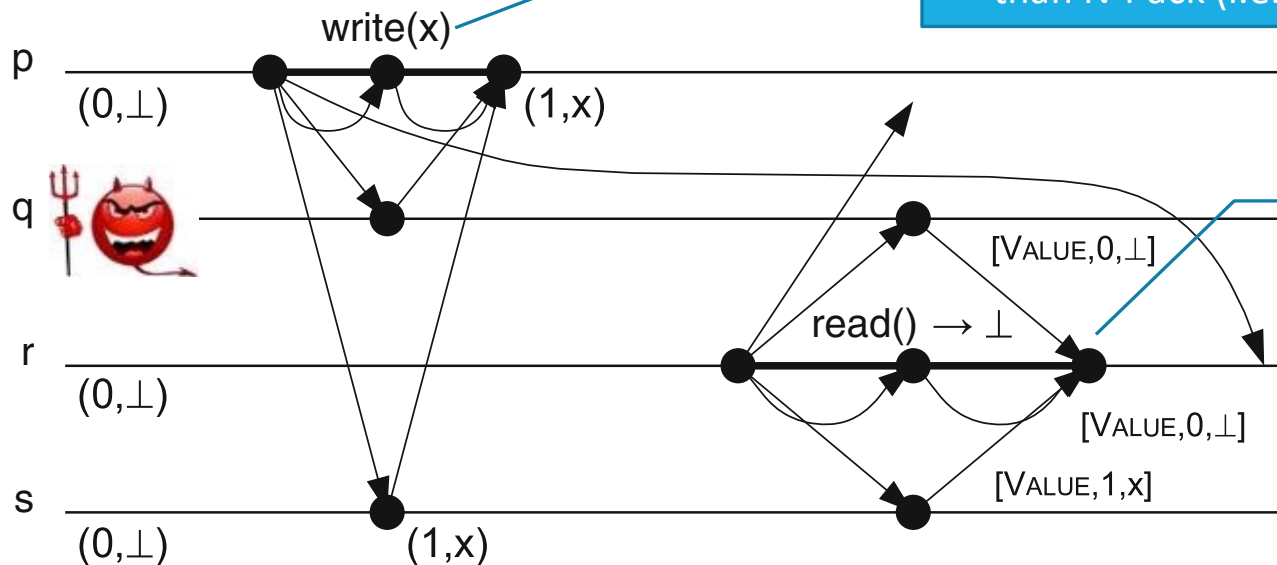 write(x)
p
(0,⊥)
(1,x)
q
[VALUE,0,⊥]
read() → ⊥
r
(0,⊥)
[VALUE,0,⊥]
[VALUE,1,x]
s
(0,⊥)
(1,x)